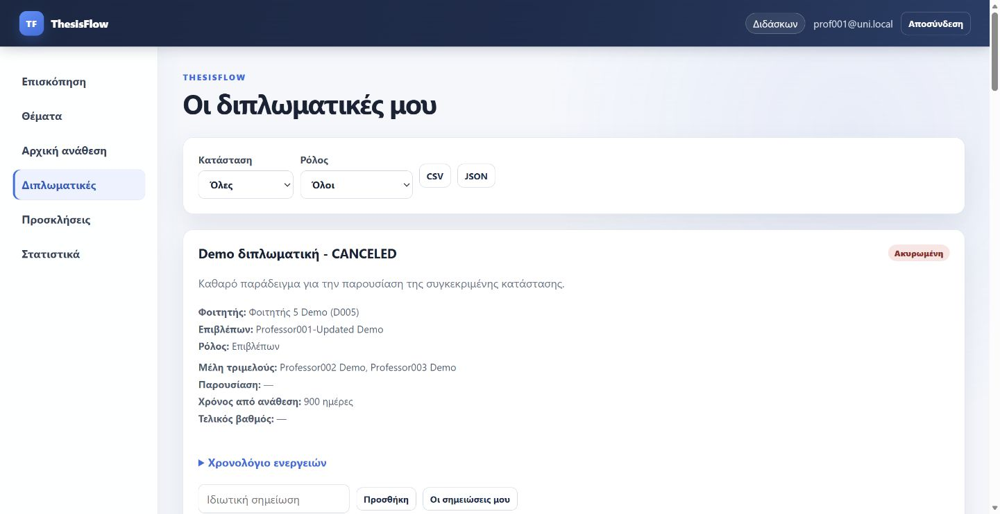 TF ThesisFlow Διδάσκων prof001@uni.local Αποσύνδεση
Επισκόπηση
Θέματα
Αρχική ανάθεση
Διπλωματικές
Προσκλήσεις
Στατιστικά
THESISFLOW
Οι διπλωματικές μου
Κατάσταση Ρόλος
Όλες Όλοι CSV JSON
Demo διπλωματική - CANCELED Ακυρωμένη
Καθαρό παράδειγμα για την παρουσίαση της συγκεκριμένης κατάστασης.
Φοιτητής: Φοιτητής 5 Demo (D005)
Επιβλέπων: Professor001-Updated Demo
Ρόλος: Επιβλέπων
Μέλη τριμελούς: Professor002 Demo, Professor003 Demo
Παρουσίαση: —
Χρόνος από ανάθεση: 900 ημέρες
Τελικός βαθμός: —
Χρονολόγιο ενεργειών
Ιδιωτική σημείωση Προσθήκη Οι σημειώσεις μου